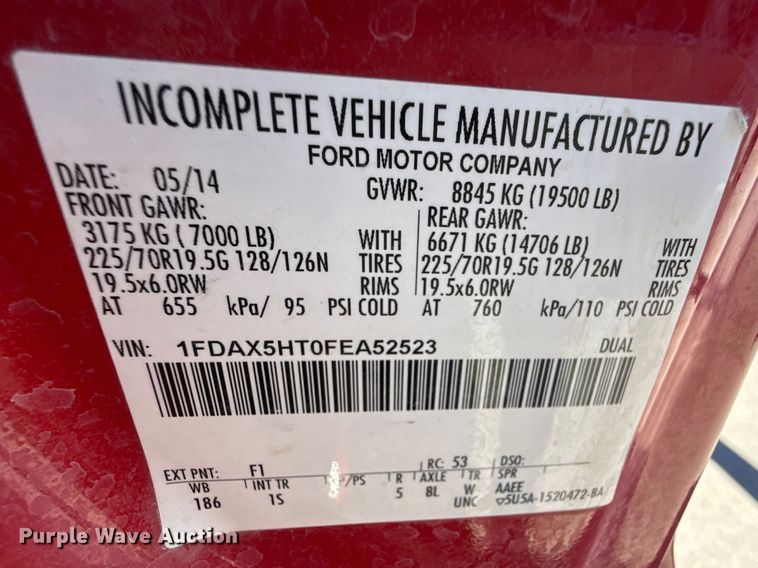 INCOMPLETE VEHICLE MANUFACTURED BY
FORD MOTOR COMPANY
DATE: 05/14 GVWR: 8845 KG (19500 LB)
FRONT GAWR: REAR GAWR:
3175 KG ( 7000 LB) WITH 6671 KG (14706 LB) WITH
225/70R19.5G 128/126N TIRES 225/70R19.5G 128/126N TIRES
19.5x6.0RW RIMS 19.5x6.0RW RIMS
AT 655 kPa/ 95 PSI COLD AT 760 kPa/110 PSI COLD
VIN: 1FDAX5HT0FEA52523 DUAL
EXT PNT: F1 RC: 53 DSO:
WB INT TR /PS R AXLE TR SPR
186 1S 5 8L W AAEE
UNC 5U5A-1520472-BA
Purple Wave Auction